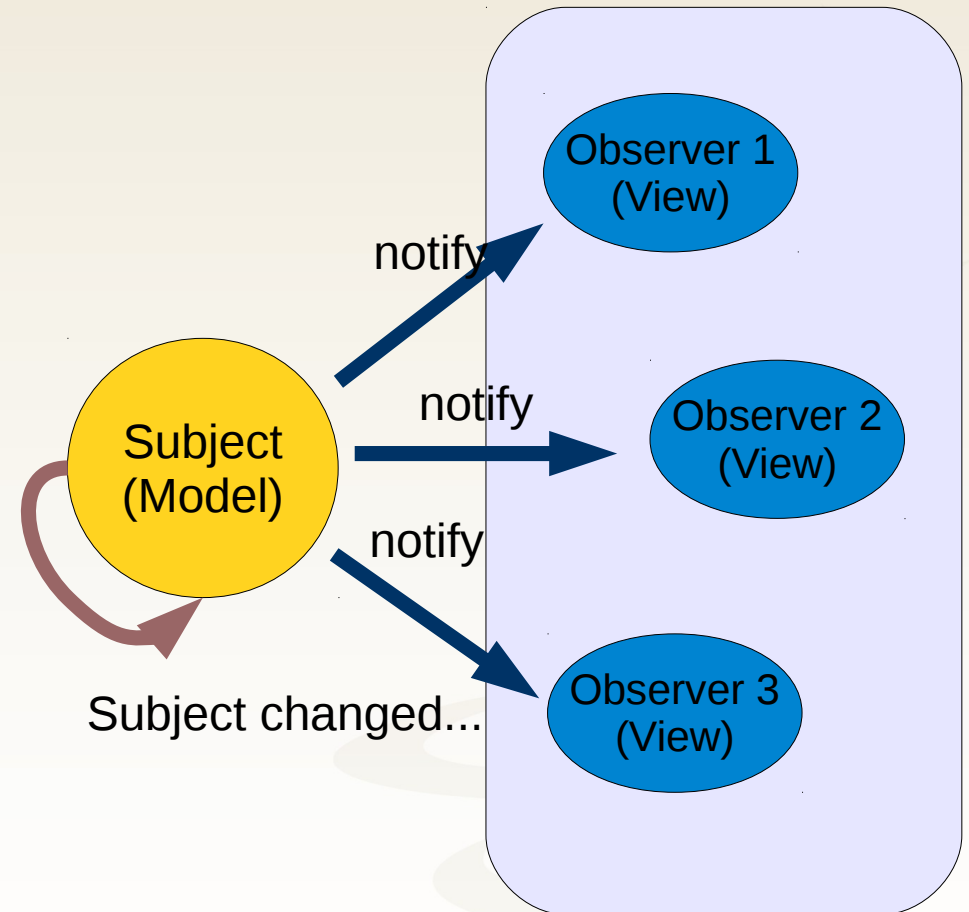 Observer 1
(View)
notify
notify
Observer 2
(View)
Subject
(Model)
notify
Observer 3
(View)
Subject changed...